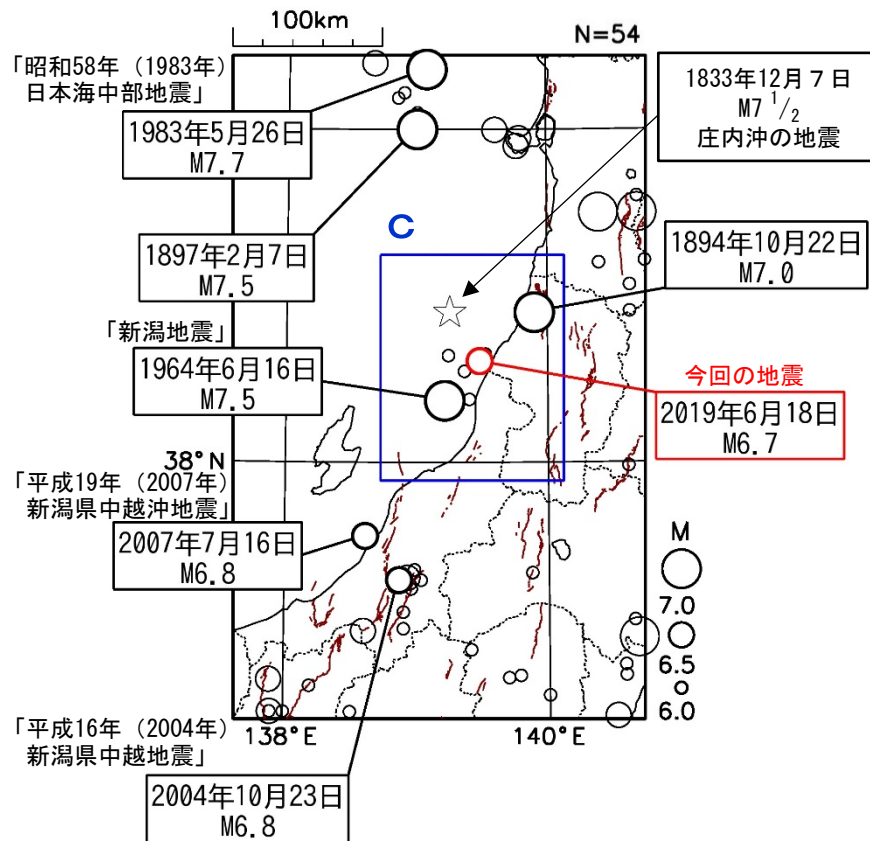 100km
N=54
「昭和58年（1983年）
日本海中部地震」
1983年5月26日
M7.7
1833年12月７日
M7 1/2
庄内沖の地震
C
1897年2月7日
M7.5
1894年10月22日
M7.0
「新潟地震」
1964年6月16日
M7.5
今回の地震
2019年6月18日
M6.7
38°N
「平成19年（2007年）
新潟県中越沖地震」
2007年7月16日
M6.8
M
7.0
6.5
6.0
138°E
140°E
「平成16年（2004年）
新潟県中越地震」
2004年10月23日
M6.8